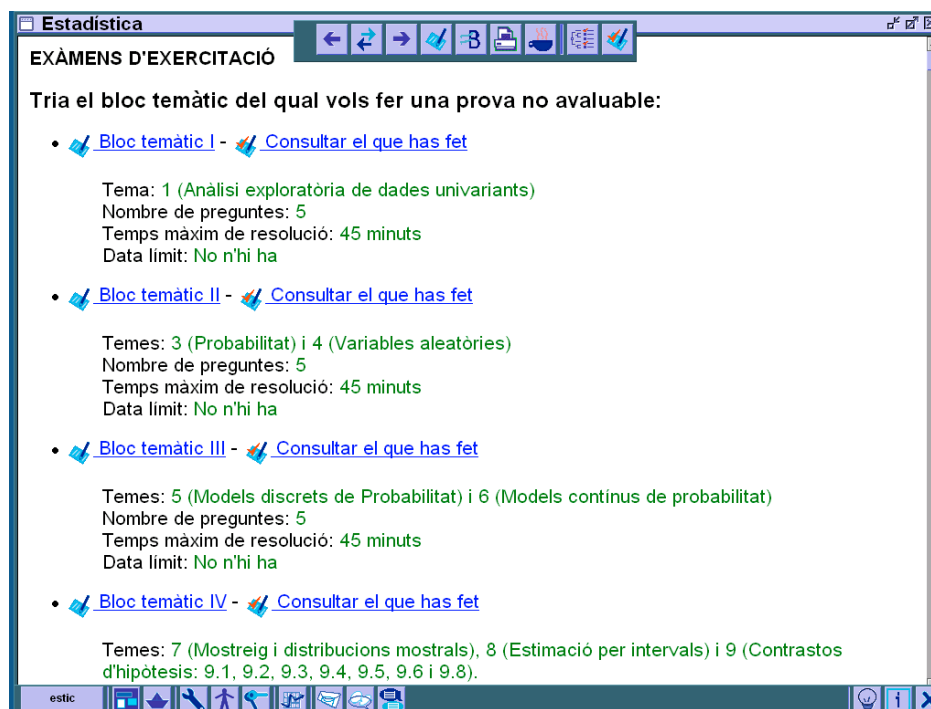 Estadística
EXÀMENS D'EXERCITACIÓ
Tria el bloc temàtic del qual vols fer una prova no avaluable:
• Bloc temàtic I - Consultar el que has fet
Tema: 1 (Anàlisi exploratòria de dades univariants)
Nombre de preguntes: 5
Temps màxim de resolució: 45 minuts
Data límit: No n'hi ha
• Bloc temàtic II - Consultar el que has fet
Temes: 3 (Probabilitat) i 4 (Variables aleatòries)
Nombre de preguntes: 5
Temps màxim de resolució: 45 minuts
Data límit: No n'hi ha
• Bloc temàtic III - Consultar el que has fet
Temes: 5 (Models discrets de Probabilitat) i 6 (Models contínus de probabilitat)
Nombre de preguntes: 5
Temps màxim de resolució: 45 minuts
Data límit: No n'hi ha
• Bloc temàtic IV - Consultar el que has fet
Temes: 7 (Mostreig i distribucions mostrals), 8 (Estimació per intervals) i 9 (Contrastos
d'hipòtesis: 9.1, 9.2, 9.3, 9.4, 9.5, 9.6 i 9.8).
estic